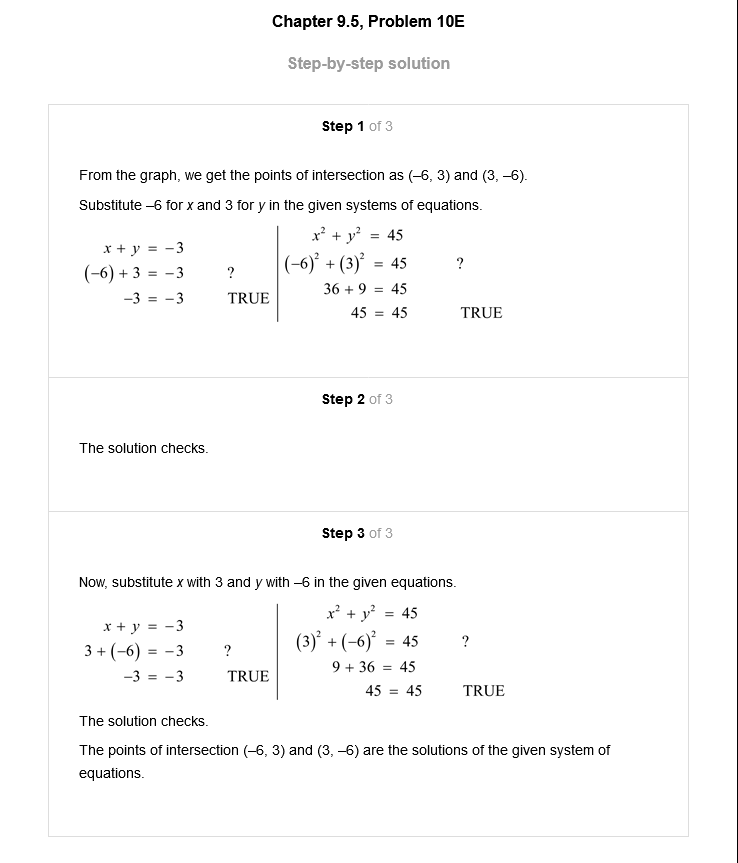 Chapter 9.5, Problem 10E
Step-by-step solution
Step 1 of 3
From the graph, we get the points of intersection as (–6, 3) and (3, –6).
Substitute –6 for x and 3 for y in the given systems of equations.
x + y = −3
(−6) + 3 = −3 ?
−3 = −3 TRUE
x² + y² = 45
(−6)² + (3)² = 45 ?
36 + 9 = 45
45 = 45 TRUE
Step 2 of 3
The solution checks.
Step 3 of 3
Now, substitute x with 3 and y with –6 in the given equations.
x + y = −3
3 + (−6) = −3 ?
−3 = −3 TRUE
x² + y² = 45
(3)² + (−6)² = 45 ?
9 + 36 = 45
45 = 45 TRUE
The solution checks.
The points of intersection (–6, 3) and (3, –6) are the solutions of the given system of
equations.